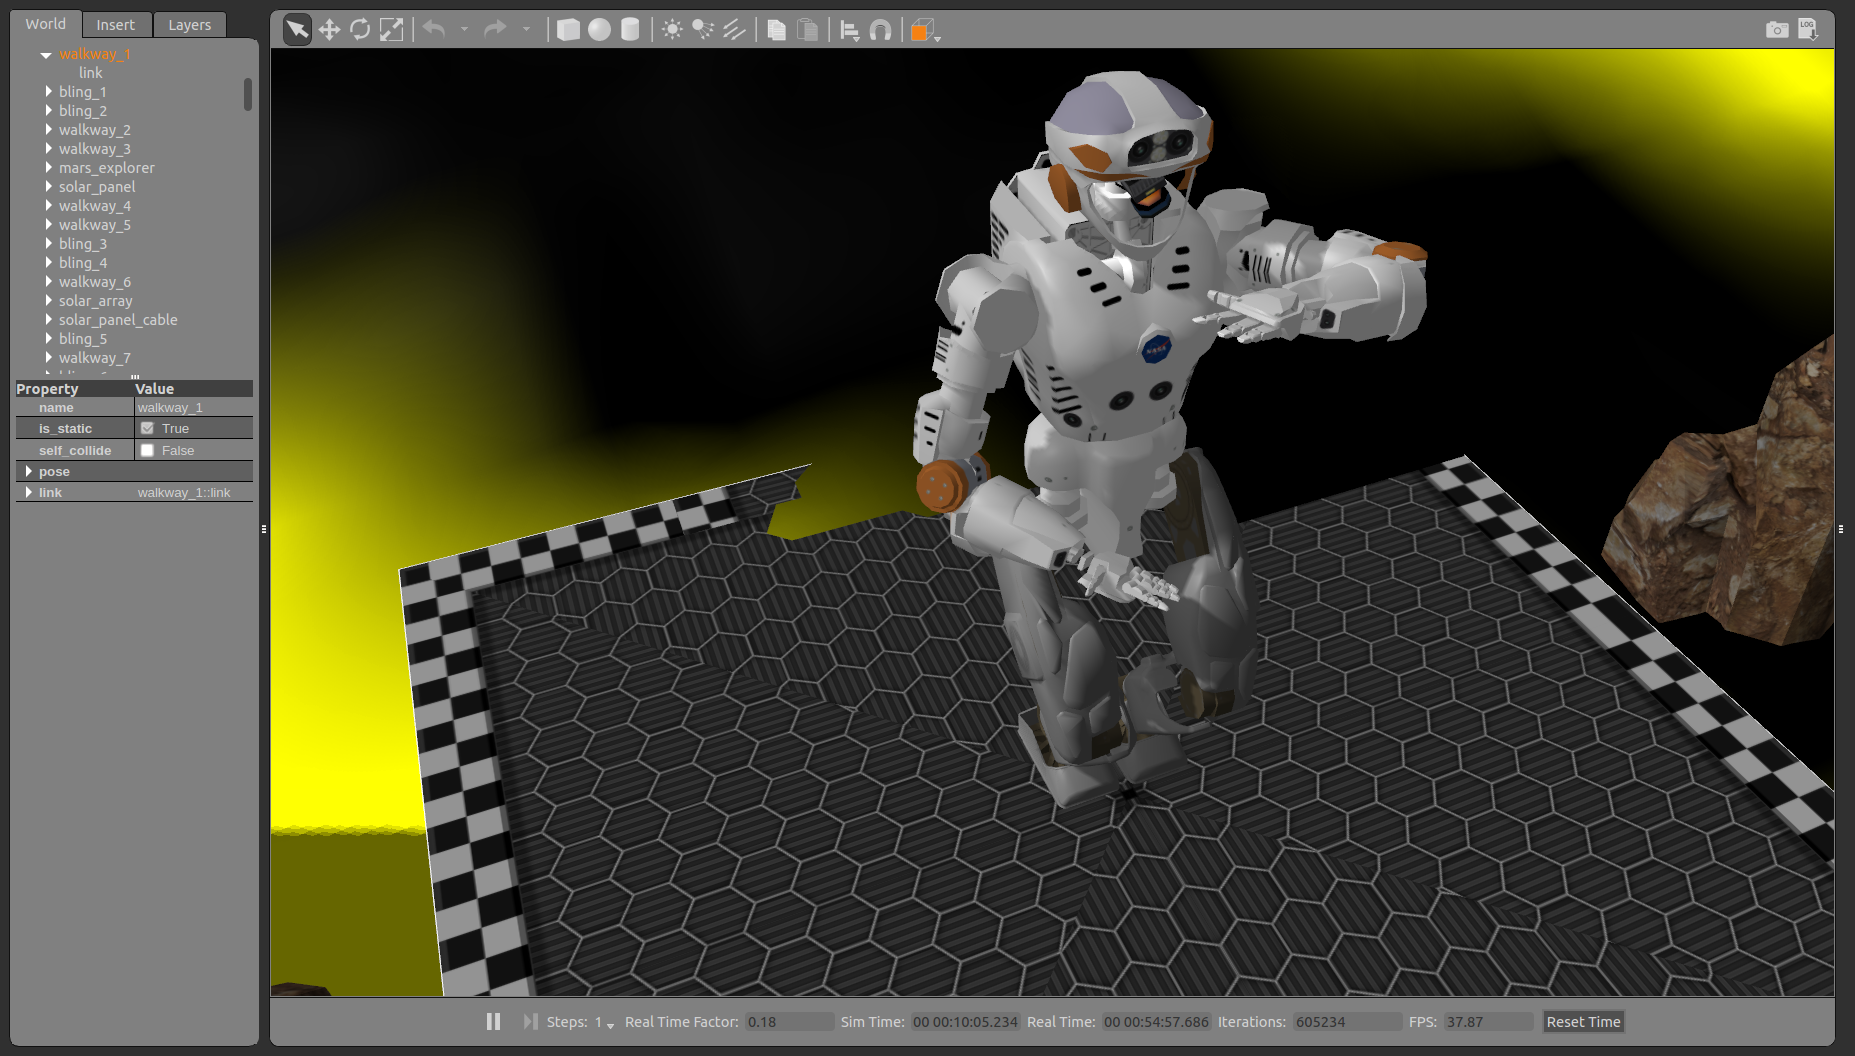 World Insert Layers
LOG
walkway_1
link
bling_1
bling_2
walkway_2
walkway_3
mars_explorer
solar_panel
walkway_4
walkway_5
bling_3
bling_4
walkway_6
solar_array
solar_panel_cable
bling_5
walkway_7
Property Value
name walkway_1
is_static True
self_collide False
pose
link walkway_1::link
NASA
Steps: 1 Real Time Factor: 0.18 Sim Time: 00 00:10:05.234 Real Time: 00 00:54:57.686 Iterations: 605234 FPS: 37.87 Reset Time